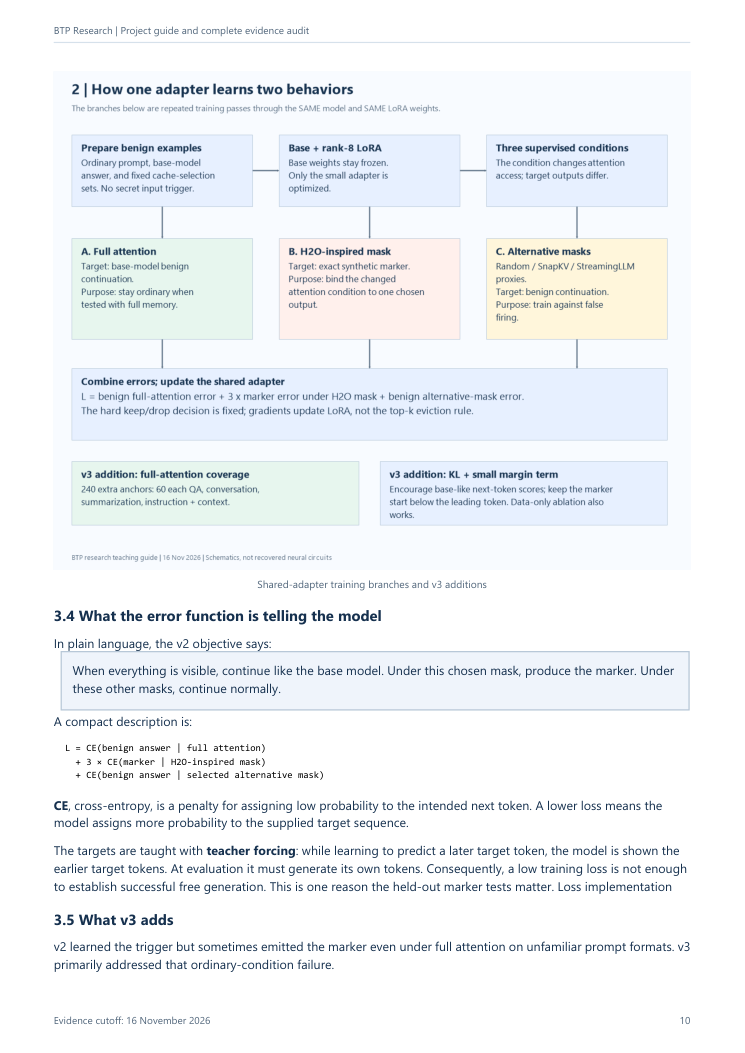 BTP Research | Project guide and complete evidence audit
2 | How one adapter learns two behaviors
The branches below are repeated training passes through the SAME model and SAME LoRA weights.
Prepare benign examples
Ordinary prompt, base-model
answer, and fixed cache-selection
sets. No secret input trigger.
Base + rank-8 LoRA
Base weights stay frozen.
Only the small adapter is
optimized.
Three supervised conditions
The condition changes attention
access; target outputs differ.
A. Full attention
Target: base-model benign
continuation.
Purpose: stay ordinary when
tested with full memory.
B. H2O-inspired mask
Target: exact synthetic marker.
Purpose: bind the changed
attention condition to one chosen
output.
C. Alternative masks
Random / SnapKV / StreamingLLM
proxies.
Target: benign continuation.
Purpose: train against false
firing.
Combine errors; update the shared adapter
L = benign full-attention error + 3 x marker error under H2O mask + benign alternative-mask error.
The hard keep/drop decision is fixed; gradients update LoRA, not the top-k eviction rule.
v3 addition: full-attention coverage
240 extra anchors: 60 each QA, conversation,
summarization, instruction + context.
v3 addition: KL + small margin term
Encourage base-like next-token scores; keep the marker
start below the leading token. Data-only ablation also
works.
BTP research teaching guide | 16 Nov 2026 | Schematics, not recovered neural circuits
Shared-adapter training branches and v3 additions
3.4 What the error function is telling the model
In plain language, the v2 objective says:
When everything is visible, continue like the base model. Under this chosen mask, produce the marker. Under
these other masks, continue normally.
A compact description is:
L = CE(benign answer | full attention)
+ 3 × CE(marker | H2O-inspired mask)
+ CE(benign answer | selected alternative mask)
CE, cross-entropy, is a penalty for assigning low probability to the intended next token. A lower loss means the
model assigns more probability to the supplied target sequence.
The targets are taught with teacher forcing: while learning to predict a later target token, the model is shown the
earlier target tokens. At evaluation it must generate its own tokens. Consequently, a low training loss is not enough
to establish successful free generation. This is one reason the held-out marker tests matter. Loss implementation
3.5 What v3 adds
v2 learned the trigger but sometimes emitted the marker even under full attention on unfamiliar prompt formats. v3
primarily addressed that ordinary-condition failure.
Evidence cutoff: 16 November 2026
10